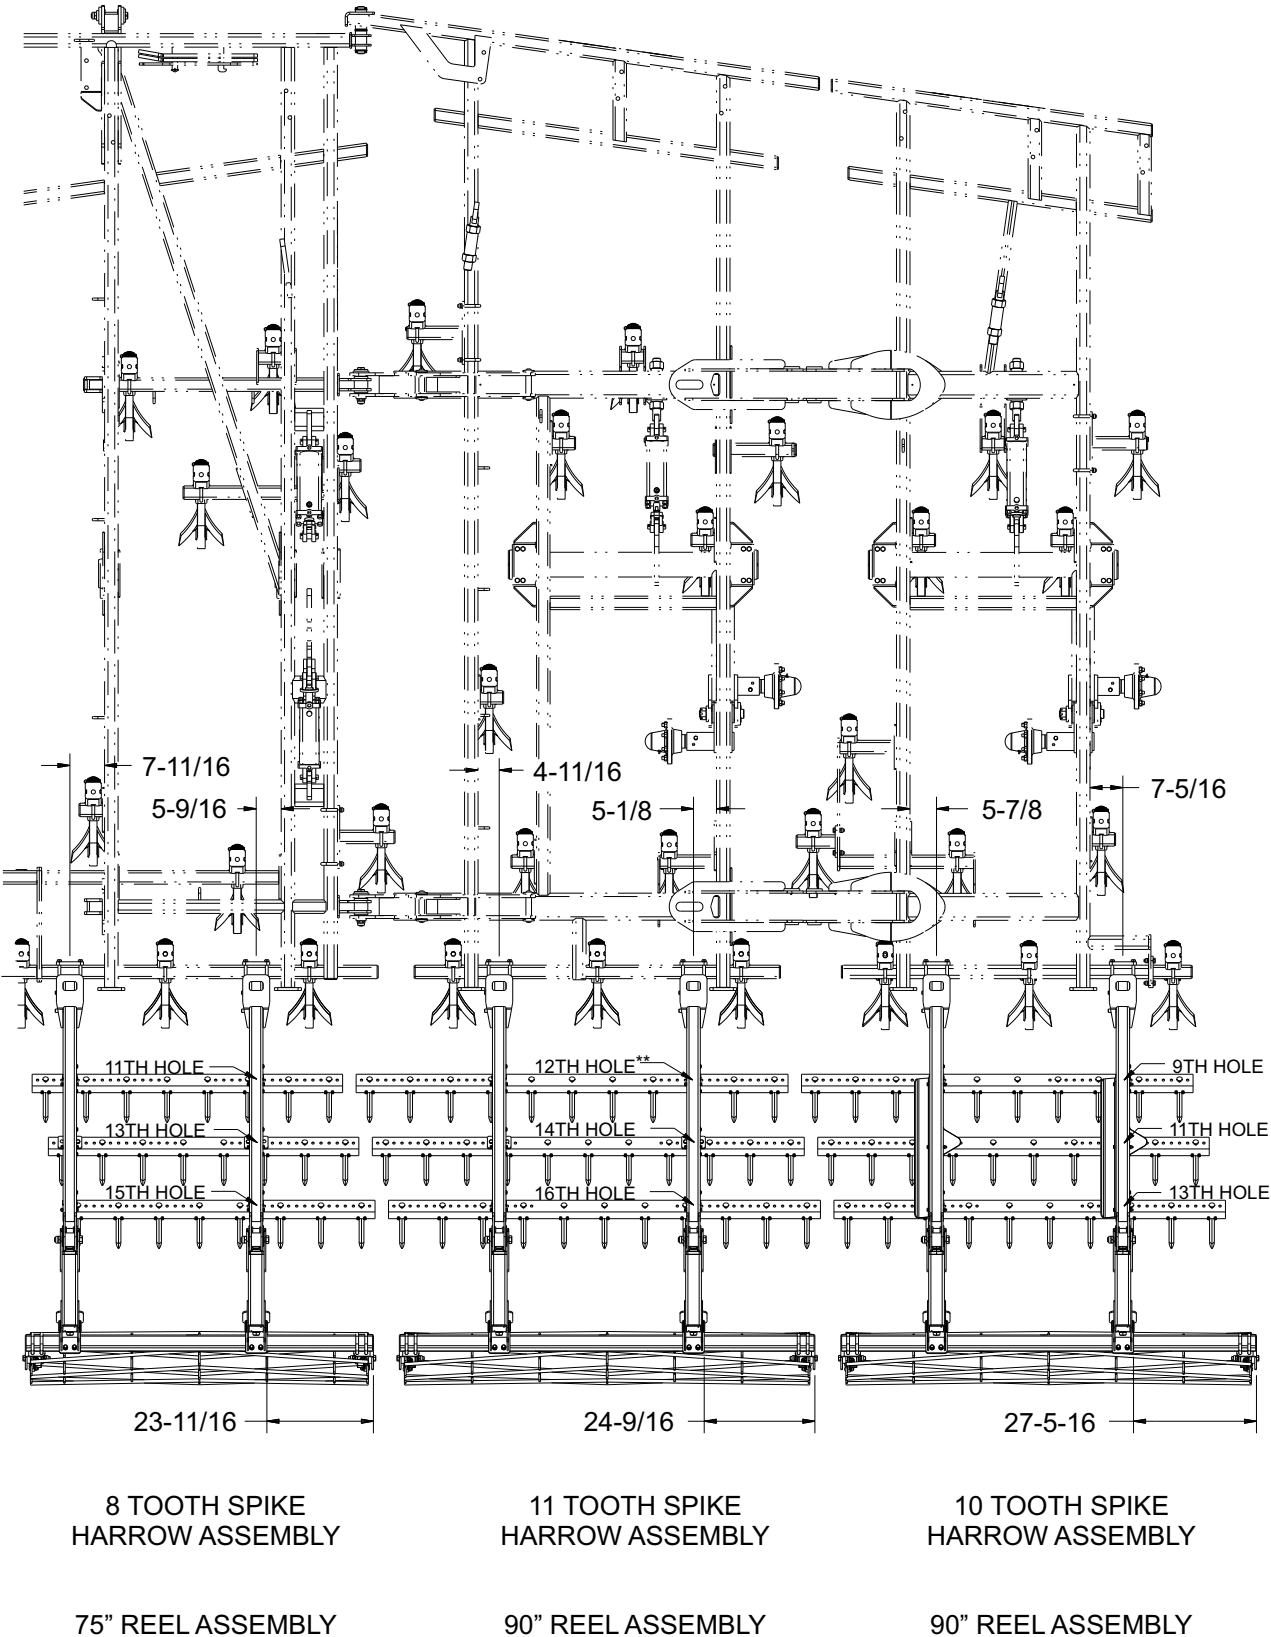 7-11/16
4-11/16
7-5/16
5-9/16
5-1/8
5-7/8
11TH HOLE
12TH HOLE**
9TH HOLE
13TH HOLE
14TH HOLE
11TH HOLE
15TH HOLE
16TH HOLE
13TH HOLE
23-11/16
24-9/16
27-5-16
8 TOOTH SPIKE
HARROW ASSEMBLY
11 TOOTH SPIKE
HARROW ASSEMBLY
10 TOOTH SPIKE
HARROW ASSEMBLY
75” REEL ASSEMBLY
90” REEL ASSEMBLY
90” REEL ASSEMBLY